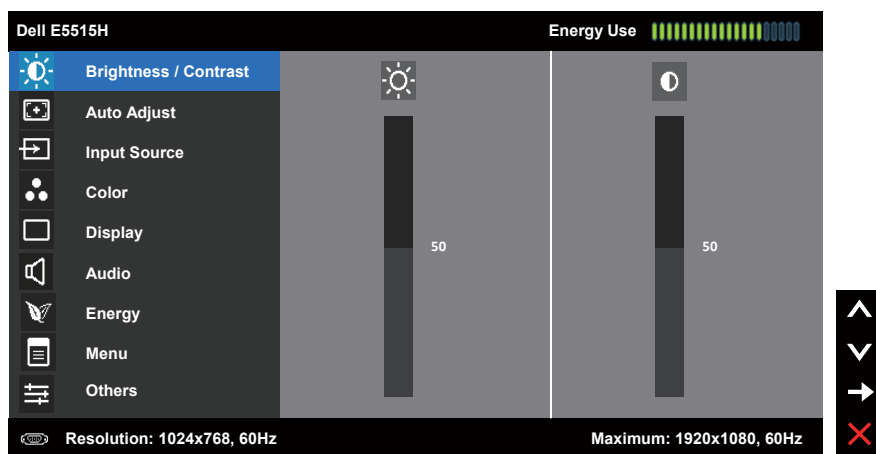 Dell E5515H
Energy Use
Brightness / Contrast
Auto Adjust
Input Source
Color
Display
Audio
Energy
Menu
Others
50
50
Resolution: 1024x768, 60Hz
Maximum: 1920x1080, 60Hz